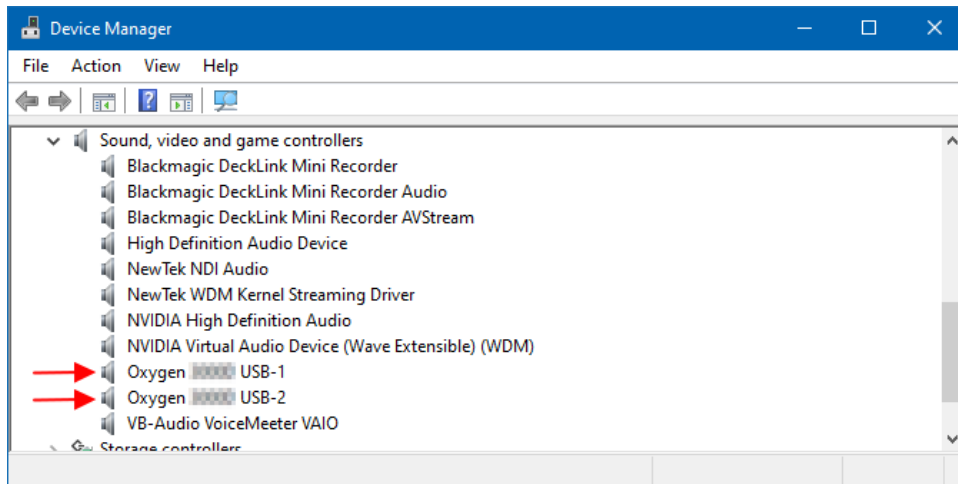 Device Manager
File Action View Help
Sound, video and game controllers
Blackmagic DeckLink Mini Recorder
Blackmagic DeckLink Mini Recorder Audio
Blackmagic DeckLink Mini Recorder AVStream
High Definition Audio Device
NewTek NDI Audio
NewTek WDM Kernel Streaming Driver
NVIDIA High Definition Audio
NVIDIA Virtual Audio Device (Wave Extensible) (WDM)
Oxygen USB-1
Oxygen USB-2
VB-Audio VoiceMeeter VAIO
Storage controllers